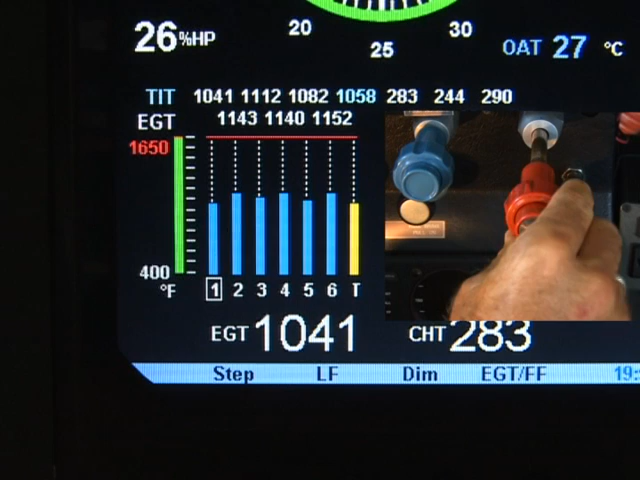 26 %HP
20
30
25
OAT 27 °C
TIT 1041 1112 1082 1058 283 244 290
EGT 1143 1140 1152
1650
400
°F
1 2 3 4 5 6 T
EGT 1041 CHT 283
Step LF Dim EGT/FF 19: